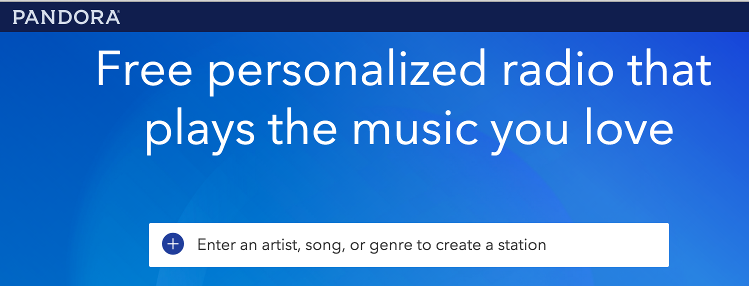 PANDORA
Free personalized radio that
plays the music you love
Enter an artist, song, or genre to create a station